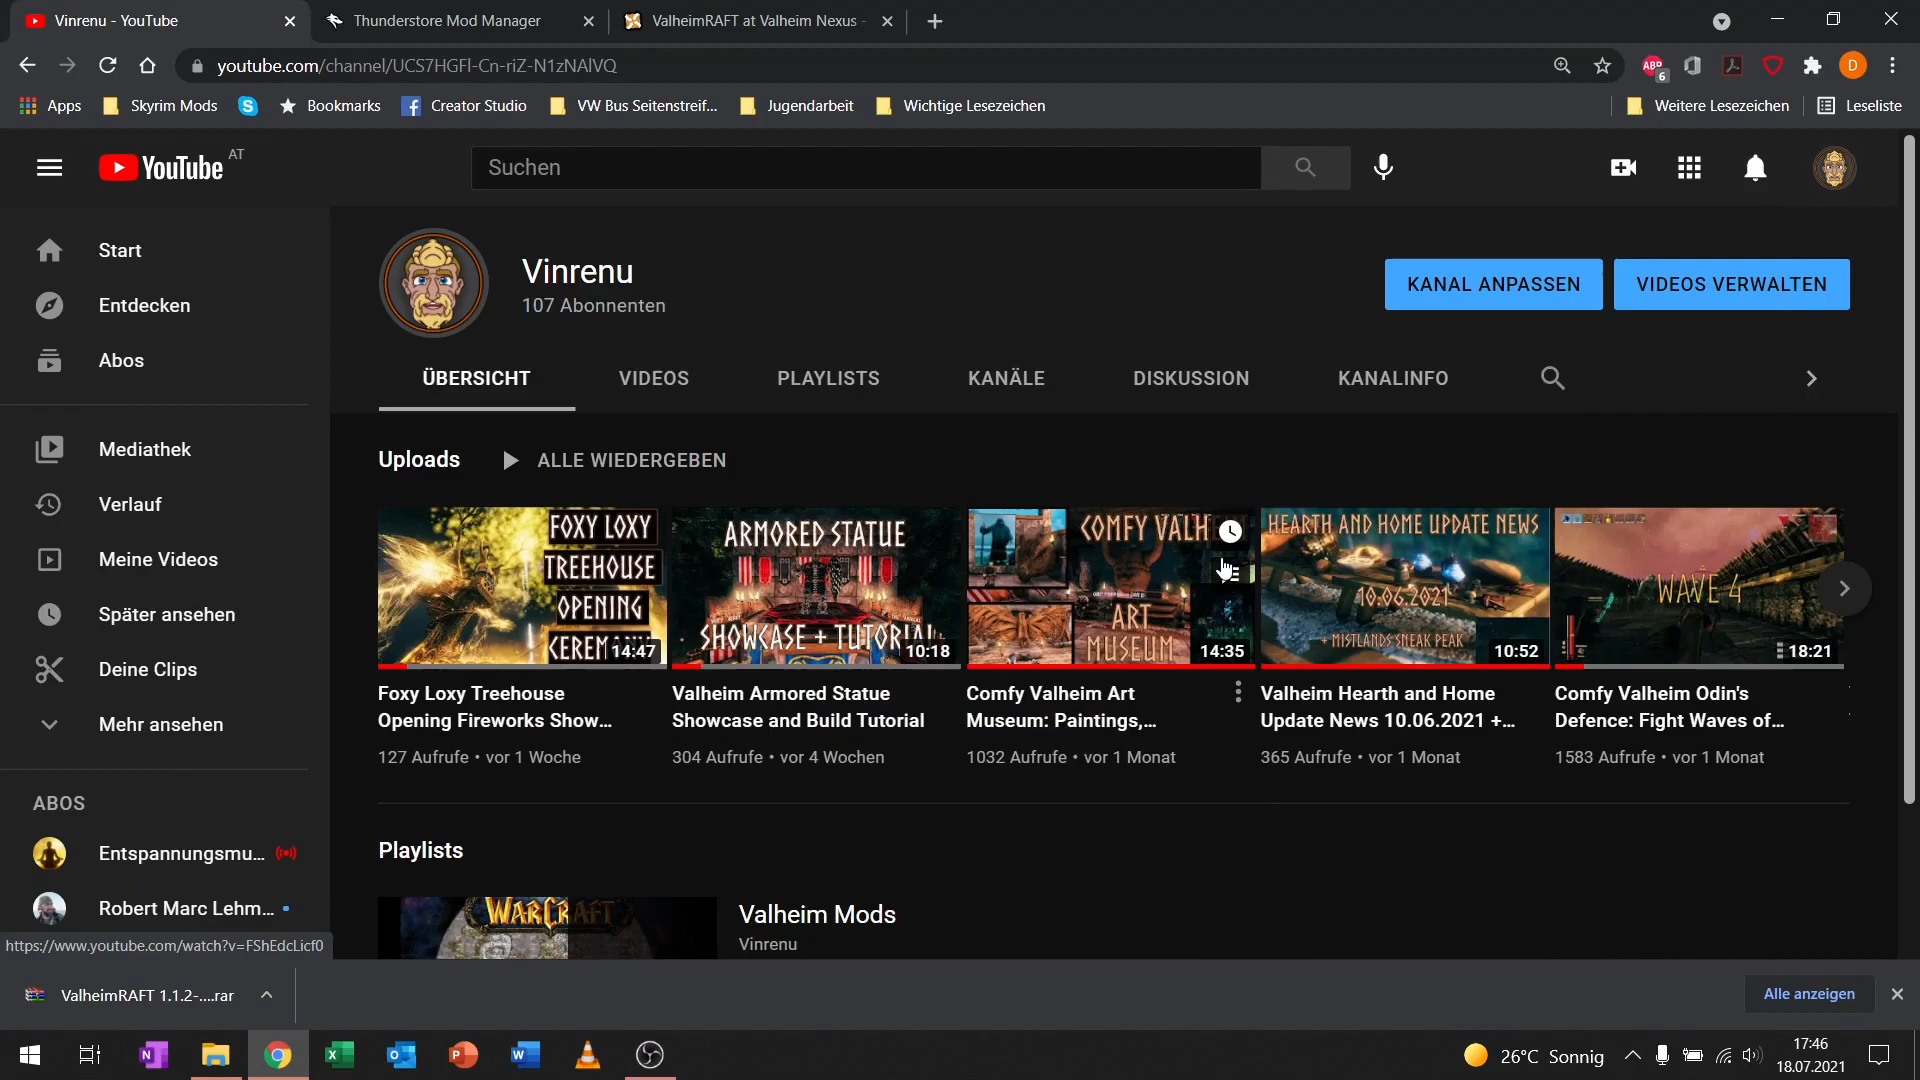 Vinrenu - YouTube
Thunderstore Mod Manager
ValheimRAFT at Valheim Nexus -
youtube.com/channel/UCS7HGFl-Cn-riZ-N1zNAlVQ
ABP
6
D
Apps
Skyrim Mods
Bookmarks
Creator Studio
VW Bus Seitenstreif...
Jugendarbeit
Wichtige Lesezeichen
Weitere Lesezeichen
Leseliste
YouTube AT
Suchen
Start
Entdecken
Abos
Mediathek
Verlauf
Meine Videos
Später ansehen
Deine Clips
Mehr ansehen
ABOS
Entspannungsmu...
Robert Marc Lehm...
Vinrenu
107 Abonnenten
KANAL ANPASSEN
VIDEOS VERWALTEN
ÜBERSICHT
VIDEOS
PLAYLISTS
KANÄLE
DISKUSSION
KANALINFO
Uploads
ALLE WIEDERGEBEN
FOXY LOXY
TREEHOUSE
OPENING
CEREM
14:47
Foxy Loxy Treehouse
Opening Fireworks Show...
127 Aufrufe • vor 1 Woche
ARMORED STATUE
SHOWCASE + TUTORIAL
10:18
Valheim Armored Statue
Showcase and Build Tutorial
304 Aufrufe • vor 4 Wochen
COMFY VALH
ART
MUSEUM
14:35
Comfy Valheim Art
Museum: Paintings,...
1032 Aufrufe • vor 1 Monat
HEARTH AND HOME UPDATE NEWS
10.06.2021
+ MISTLANDS SNEAK PEAK
10:52
Valheim Hearth and Home
Update News 10.06.2021 +...
365 Aufrufe • vor 1 Monat
WAVE 4
18:21
Comfy Valheim Odin's
Defence: Fight Waves of...
1583 Aufrufe • vor 1 Monat
Playlists
WARCRAFT
Valheim Mods
Vinrenu
https://www.youtube.com/watch?v=FShEdcLicf0
ValheimRAFT 1.1.2-....rar
Alle anzeigen
26°C Sonnig
17:46
18.07.2021